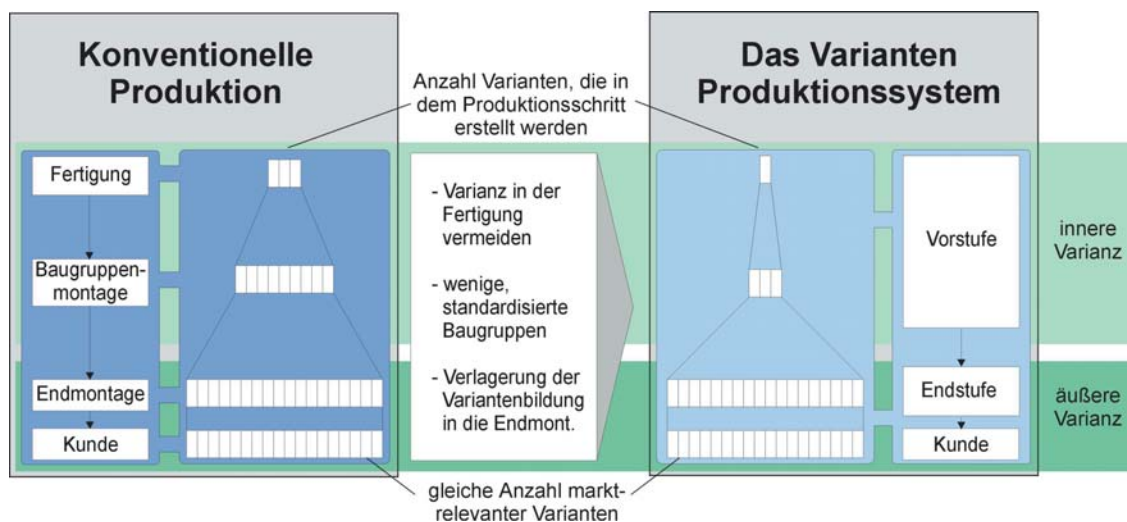 Konventionelle
Produktion
Anzahl Varianten, die in
dem Produktionsschritt
erstellt werden
Das Varianten
Produktionssystem
Fertigung
Baugruppen-
montage
Endmontage
Kunde
- Varianz in der
Fertigung
vermeiden
- wenige,
standardisierte
Baugruppen
- Verlagerung der
Variantenbildung
in die Endmont.
Vorstufe
Endstufe
Kunde
innere
Varianz
äußere
Varianz
gleiche Anzahl markt-
relevanter Varianten